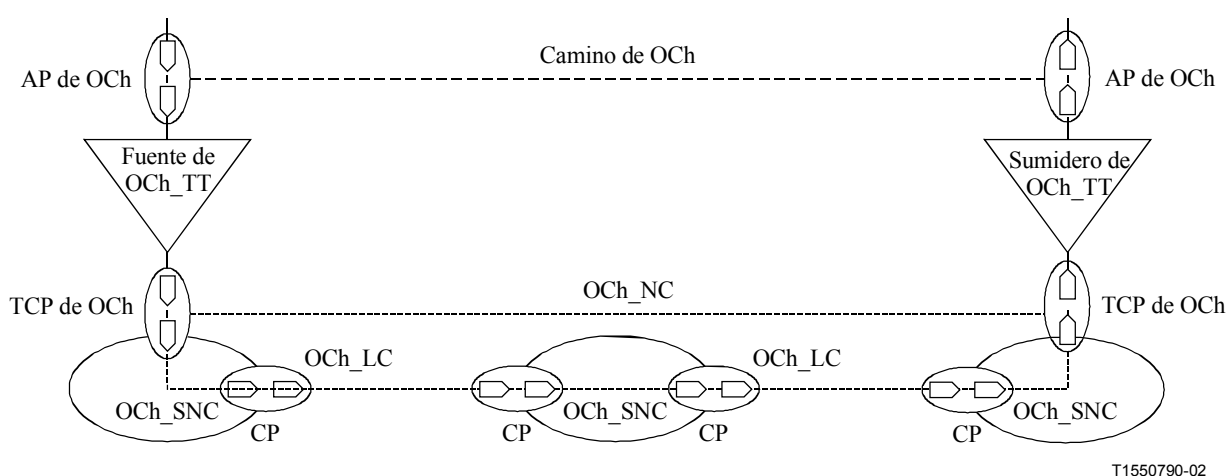 Camino de OCh
AP de OCh
AP de OCh
Fuente de
OCh_TT
Sumidero de
OCh_TT
TCP de OCh
OCh_NC
TCP de OCh
OCh_LC
OCh_LC
OCh_SNC
OCh_SNC
OCh_SNC
CP
CP
CP
CP
T1550790-02